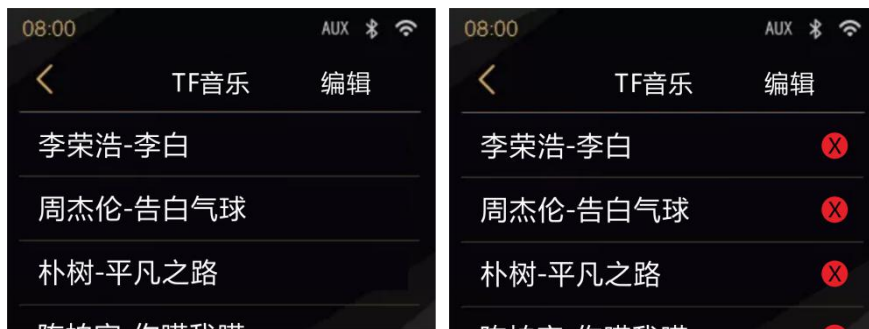 08:00 AUX
TF音乐 编辑
李荣浩-李白
周杰伦-告白气球
朴树-平凡之路
08:00 AUX
TF音乐 编辑
李荣浩-李白 X
周杰伦-告白气球 X
朴树-平凡之路 X